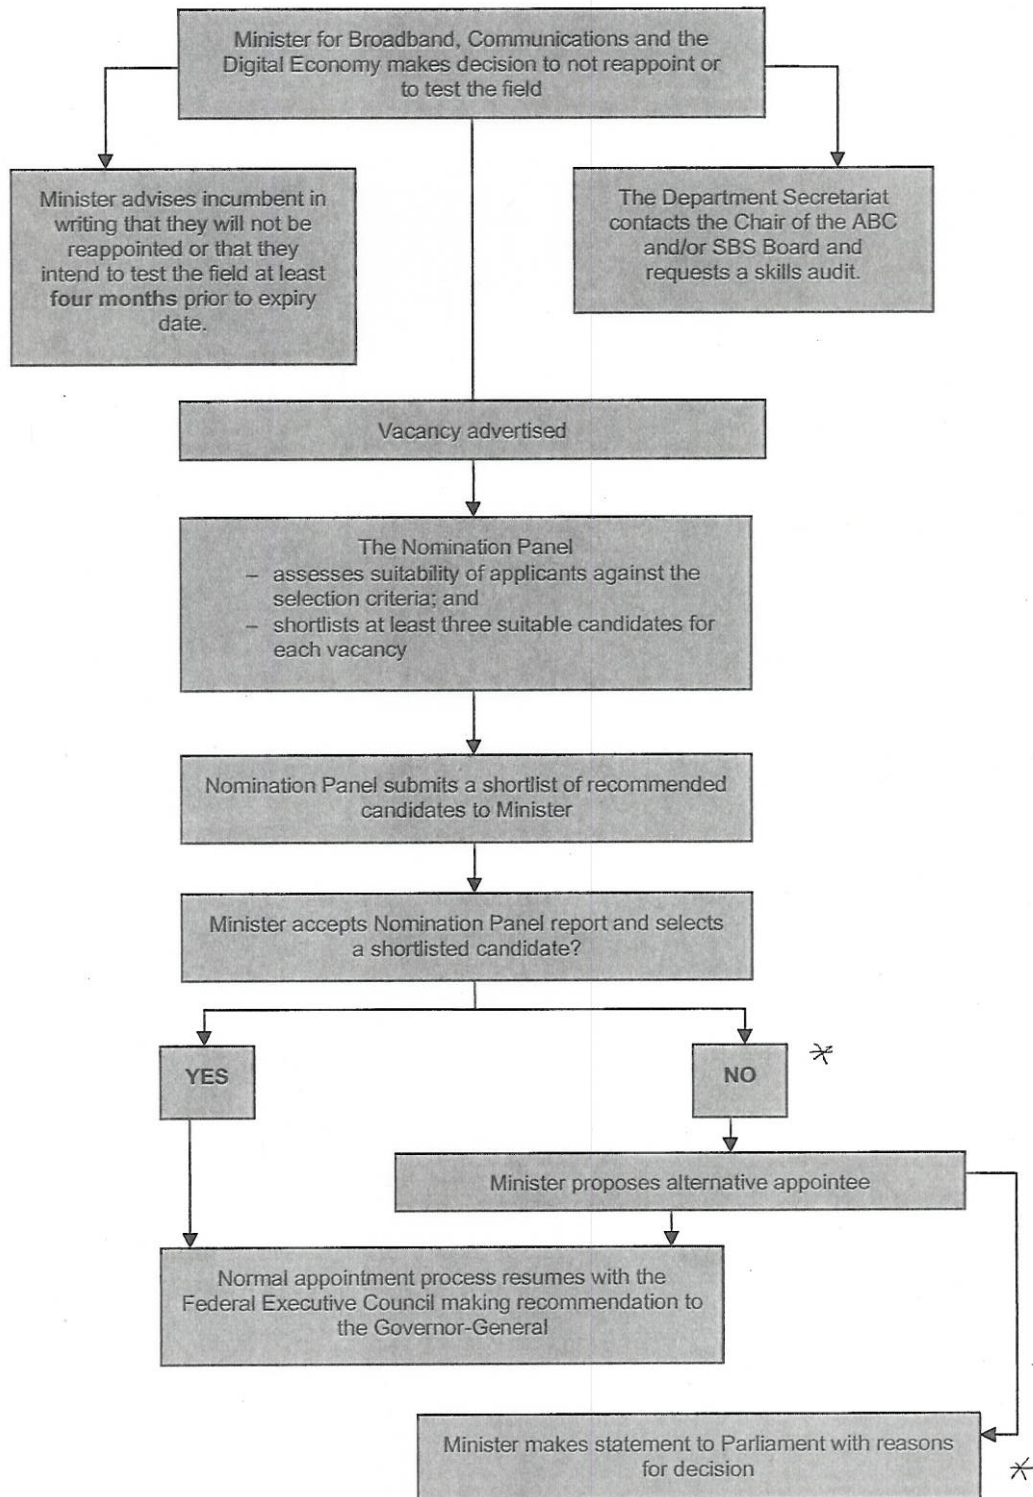 Minister for Broadband, Communications and the
Digital Economy makes decision to not reappoint or
to test the field
Minister advises incumbent in
writing that they will not be
reappointed or that they
intend to test the field at least
four months prior to expiry
date.
The Department Secretariat
contacts the Chair of the ABC
and/or SBS Board and
requests a skills audit.
Vacancy advertised
The Nomination Panel
– assesses suitability of applicants against the
selection criteria; and
– shortlists at least three suitable candidates for
each vacancy
Nomination Panel submits a shortlist of recommended
candidates to Minister
Minister accepts Nomination Panel report and selects
a shortlisted candidate?
YES
NO *
Minister proposes alternative appointee
Normal appointment process resumes with the
Federal Executive Council making recommendation to
the Governor-General
Minister makes statement to Parliament with reasons
for decision *